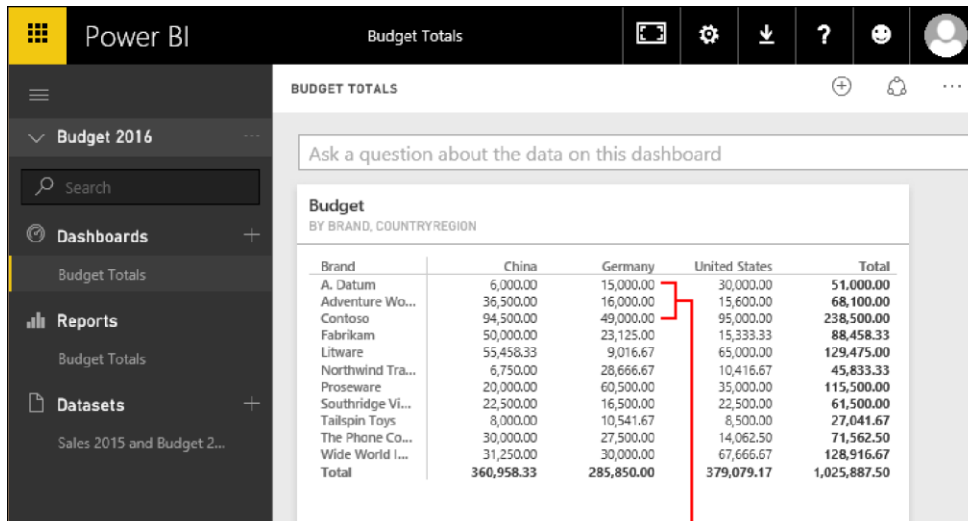 Power BI Budget Totals ?
BUDGET TOTALS ...
Budget 2016 ...
Ask a question about the data on this dashboard
Search
Budget
BY BRAND, COUNTRYREGION
Dashboards +
Budget Totals
Reports
Budget Totals
Datasets +
Sales 2015 and Budget 2...
Brand China Germany United States Total
A. Datum 6,000.00 15,000.00 30,000.00 51,000.00
Adventure Wo... 36,500.00 16,000.00 15,600.00 68,100.00
Contoso 94,500.00 49,000.00 95,000.00 238,500.00
Fabrikam 50,000.00 23,125.00 15,333.33 88,458.33
Litware 55,458.33 9,016.67 65,000.00 129,475.00
Northwind Tra... 6,750.00 28,666.67 10,416.67 45,833.33
Proseware 20,000.00 60,500.00 35,000.00 115,500.00
Southridge Vi... 22,500.00 16,500.00 22,500.00 61,500.00
Tailspin Toys 8,000.00 10,541.67 8,500.00 27,041.67
The Phone Co... 30,000.00 27,500.00 14,062.50 71,562.50
Wide World I... 31,250.00 30,000.00 67,666.67 128,916.67
Total 360,958.33 285,850.00 379,079.17 1,025,887.50